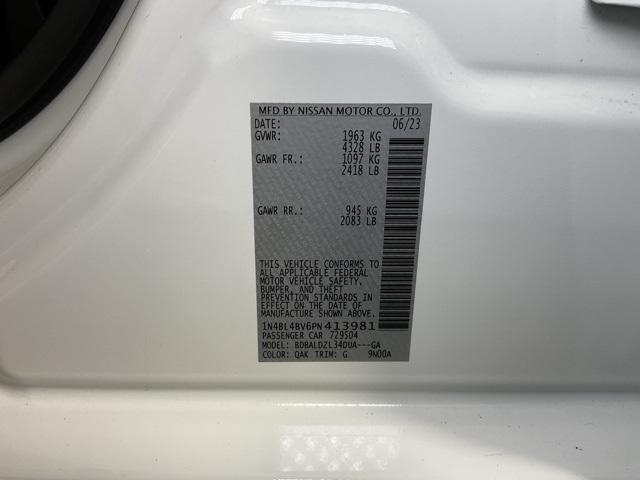 MFD BY NISSAN MOTOR CO., LTD.
DATE: 06/23
GVWR: 1963 KG
4328 LB
GAWR FR.: 1097 KG
2418 LB
GAWR RR.: 945 KG
2083 LB
THIS VEHICLE CONFORMS TO
ALL APPLICABLE FEDERAL
MOTOR VEHICLE SAFETY,
BUMPER, AND THEFT
PREVENTION STANDARDS
IN EFFECT ON THE DATE OF
MANUFACTURE SHOWN ABOVE.
1N4BL4BV6PN413981
PASSENGER CAR 729504
MODEL: BDBALDZL34DUA---GA
COLOR: QAK TRIM: G 9N00A